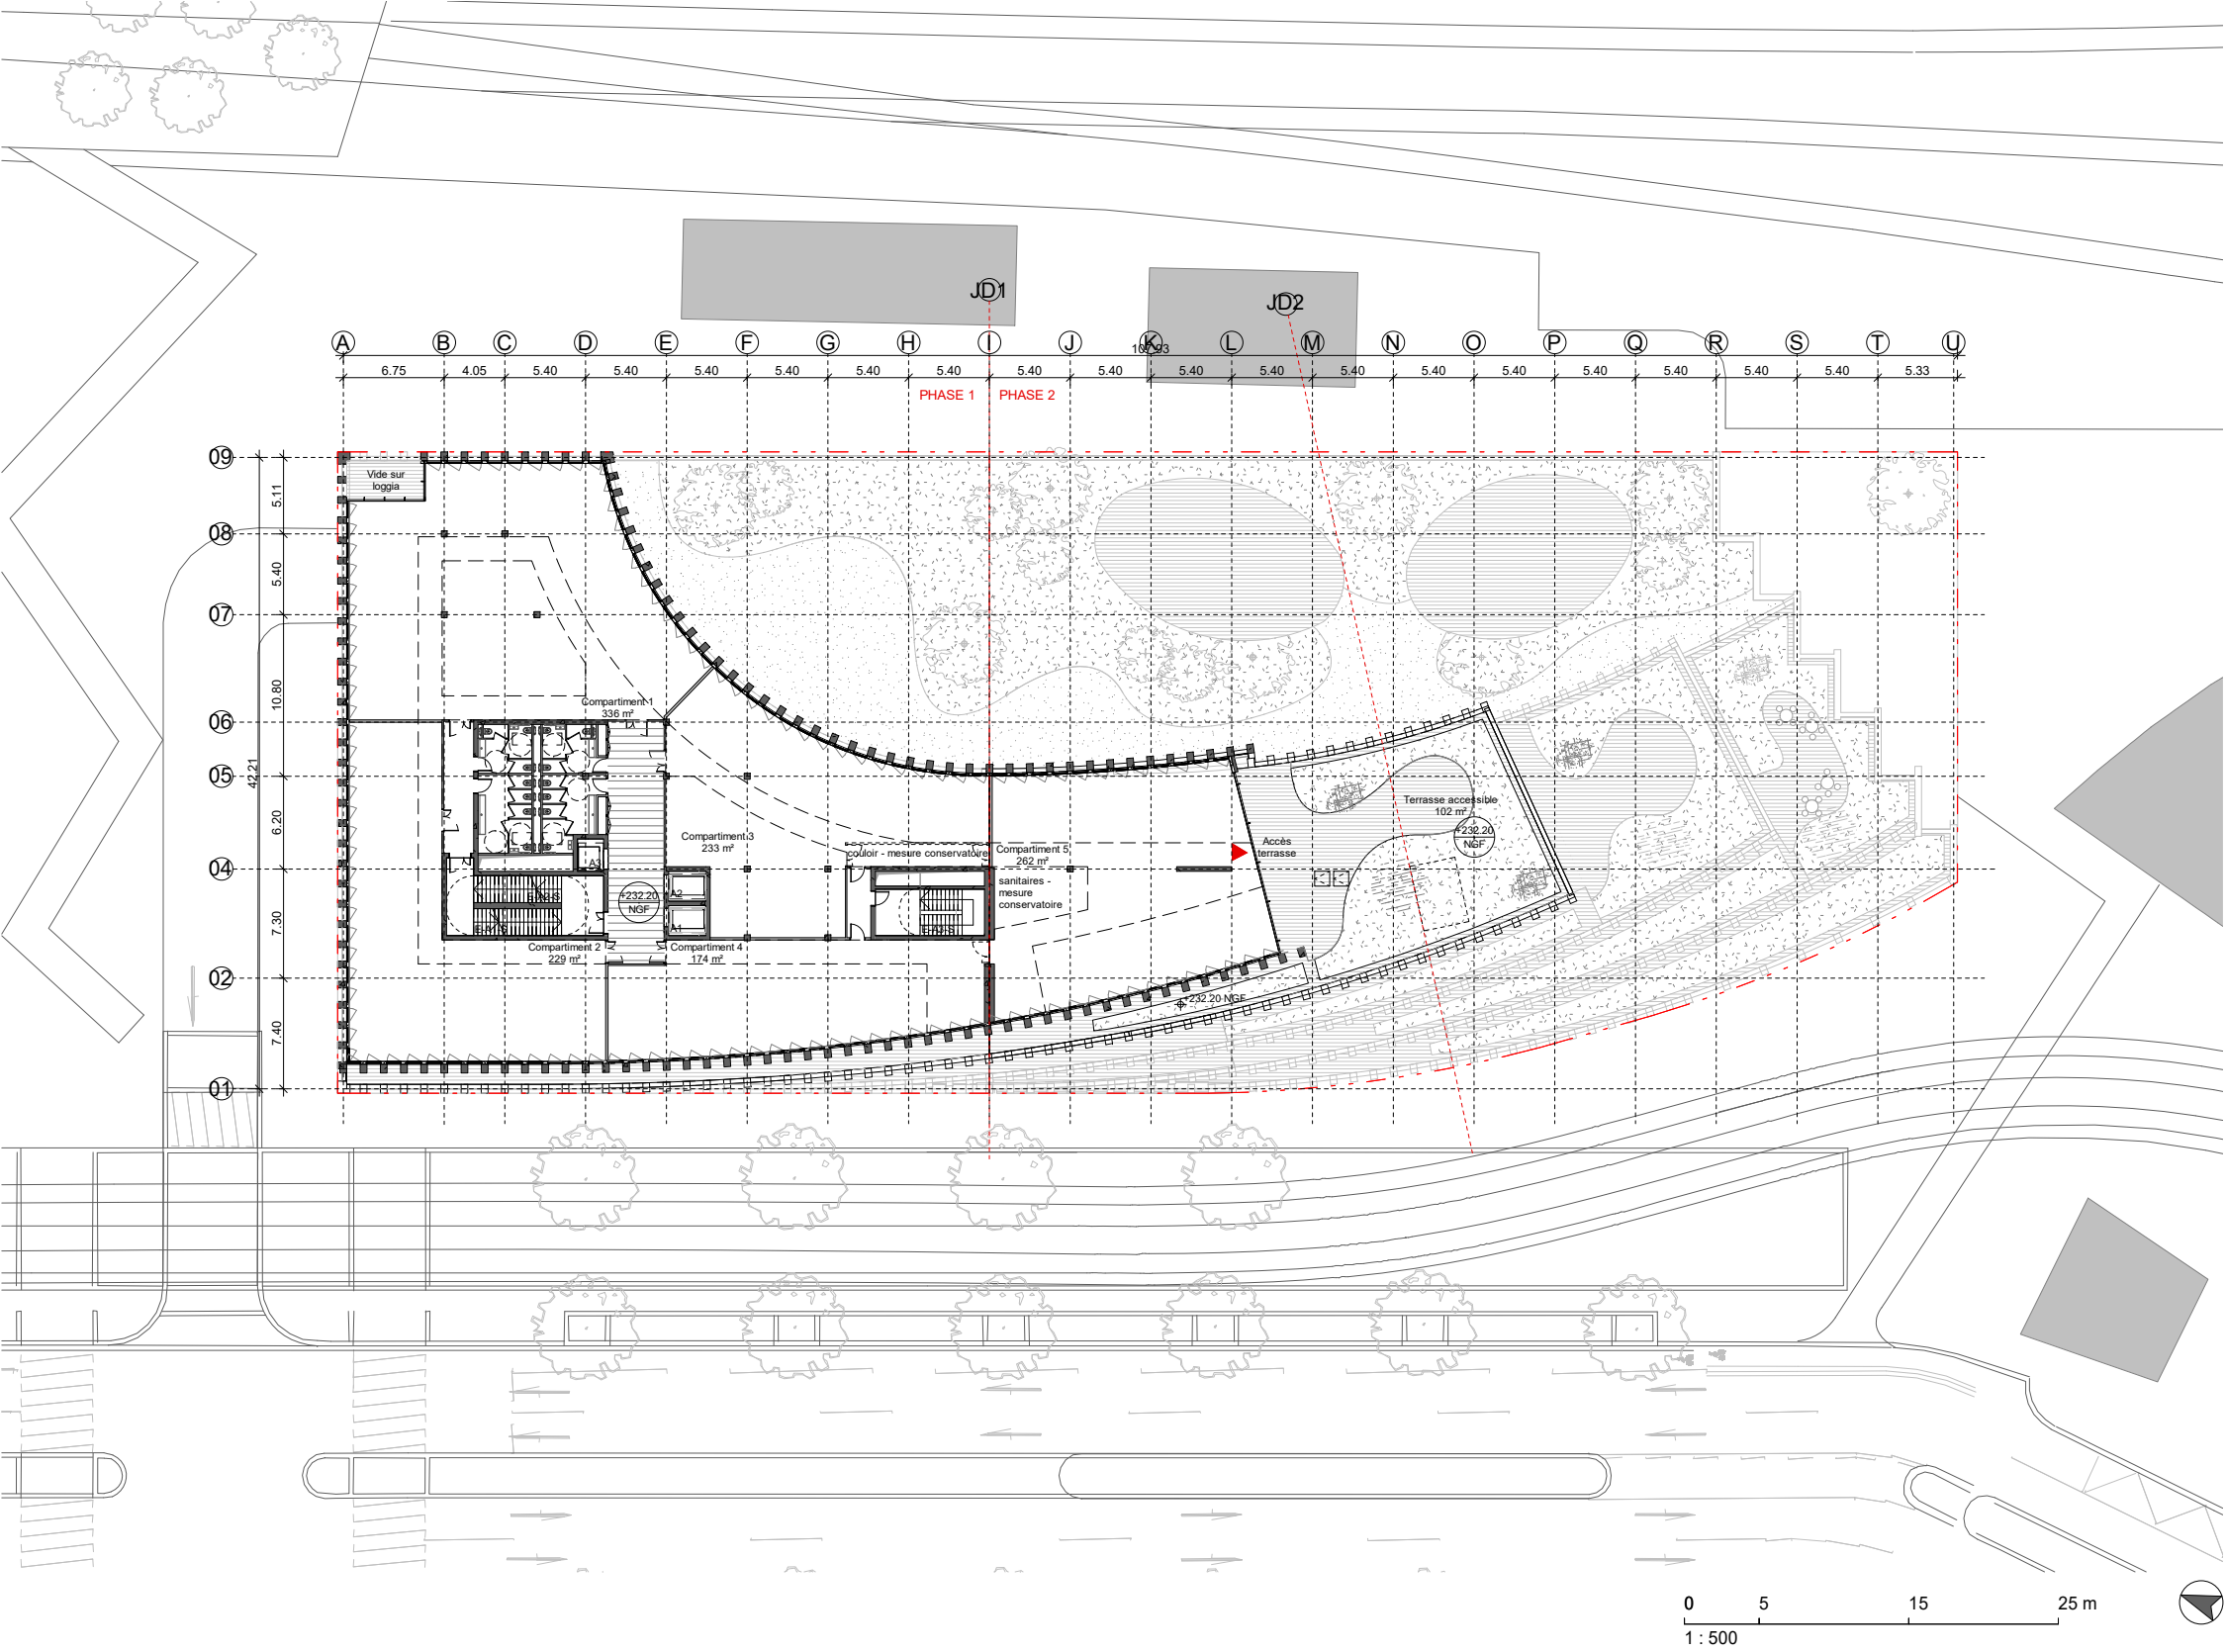 JD1
JD2
A B C D E F G H I J K L M N O P Q R S T U
107.93
6.75 4.05 5.40 5.40 5.40 5.40 5.40 5.40 5.40 5.40 5.40 5.40 5.40 5.40 5.40 5.40 5.40 5.40 5.40 5.33
PHASE 1 PHASE 2
09
Vide sur
loggia
5.11
08
5.40
07
10.80
Compartiment 1
336 m²
06
05
42.21
6.20
Compartiment 3
233 m²
couloir - mesure conservatoire
Compartiment 5
262 m²
Accès
terrasse
Terrasse accessible
102 m²
+232.20
NGF
04
A3
A2
A1
+232.20
NGF
sanitaires -
mesure
conservatoire
7.30
Compartiment 2
229 m²
Compartiment 4
174 m²
02
+232.20 NGF
7.40
01
0 5 15 25 m
1 : 500